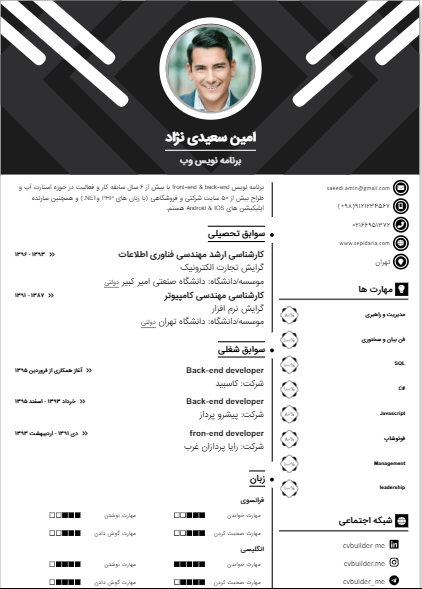 امین سعیدی نژاد
برنامه نویس وب
برنامه نویس front-end & back-end با بیش از ۶ سال سابقه کار و فعالیت در حوزه استارت آپ و
طراح بیش از ۵۰ سایت شرکتی و فروشگاهی (با زبان های PHP و .NET) و همچنین سازنده
اپلیکیشن های Android & IOS هستم.
سوابق تحصیلی
کارشناسی ارشد مهندسی فناوری اطلاعات
۱۳۹۳ - ۱۳۹۶
گرایش تجارت الکترونیک
موسسه/دانشگاه: دانشگاه صنعتی امیر کبیر دولتی
کارشناسی مهندسی کامپیوتر
۱۳۸۷ - ۱۳۹۱
گرایش نرم افزار
موسسه/دانشگاه: دانشگاه تهران دولتی
سوابق شغلی
Back-end developer
آغاز همکاری از فروردین ۱۳۹۵
شرکت: کاسپید
Back-end developer
خرداد ۱۳۹۳ - اسفند ۱۳۹۵
شرکت: پیشرو پرداز
fron-end developer
دی ۱۳۹۱ - اردیبهشت ۱۳۹۳
شرکت: رایا پردازان غرب
زبان
فرانسوی
مهارت خواندن
مهارت نوشتن
مهارت صحبت کردن
مهارت گوش دادن
انگلیسی
مهارت خواندن
مهارت نوشتن
مهارت صحبت کردن
مهارت گوش دادن
saeedi.amin@gmail.com
(+۹۸)۹۱۲۱۲۳۴۵۶۷
۰۲۱۶۶۹۵۱۳۷۲
www.sepidaria.com
تهران
مهارت ها
مدیریت و راهبری
فن بیان و سخنوری
SQL
C#
Javascript
فوتوشاپ
Management
leadership
شبکه اجتماعی
cvbuilder-me
cvbuilder.me
cvbuider_me